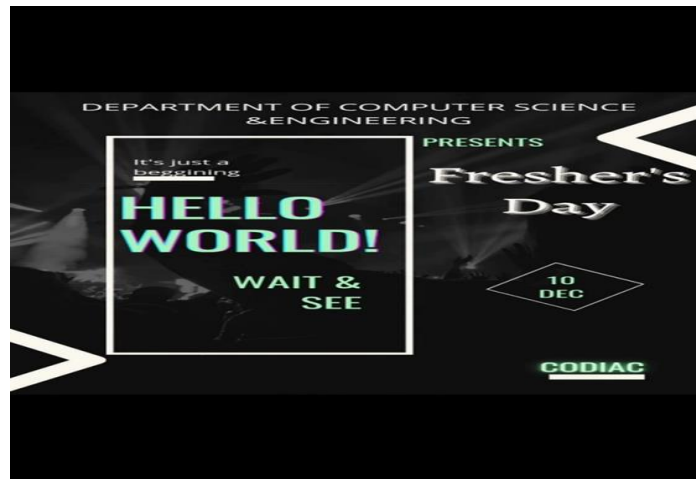 DEPARTMENT OF COMPUTER SCIENCE
&ENGINEERING
PRESENTS
It's just a
beggining
HELLO
WORLD!
WAIT &
SEE
Fresher's
Day
10
DEC
CODIAC